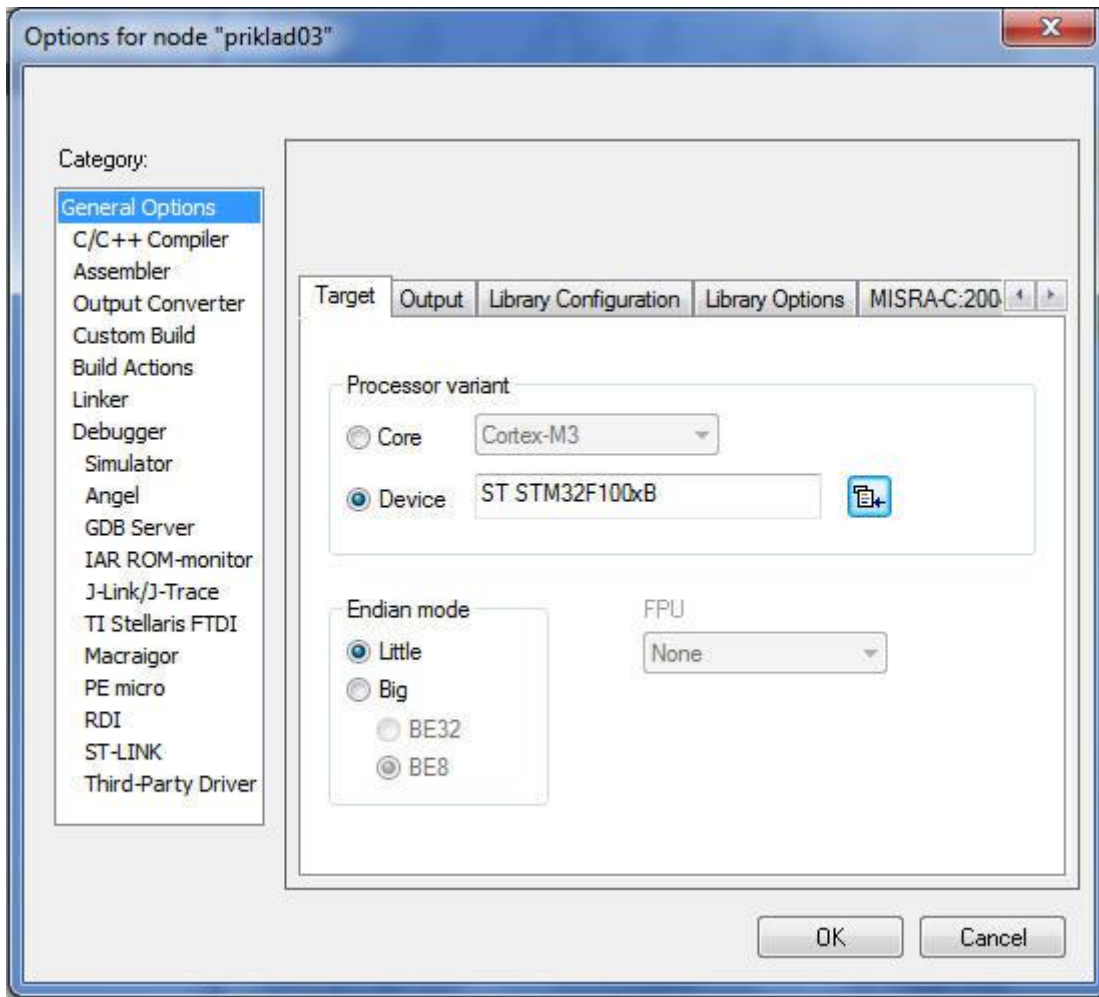 Options for node "priklad03"
Category:
General Options
C/C++ Compiler
Assembler
Output Converter
Custom Build
Build Actions
Linker
Debugger
Simulator
Angel
GDB Server
IAR ROM-monitor
J-Link/J-Trace
TI Stellaris FTDI
Macraigor
PE micro
RDI
ST-LINK
Third-Party Driver
Target Output Library Configuration Library Options MISRA-C:200
Processor variant
Core Cortex-M3
Device ST STM32F100xB
Endian mode
Little
Big
BE32
BE8
FPU
None
OK Cancel